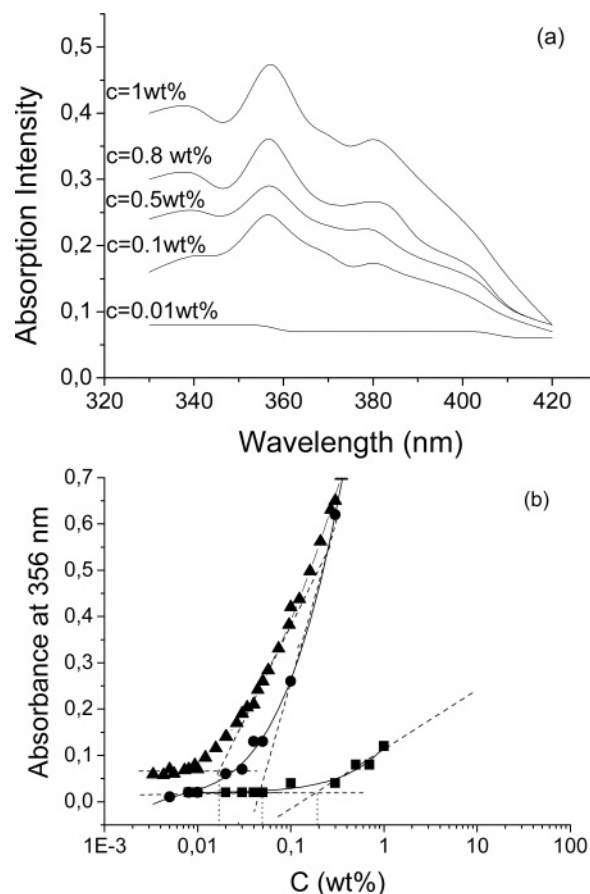 (a)
0,5
0,4
0,3
0,2
0,1
0,0
Absorption Intensity
c=1wt%
c=0.8 wt%
c=0.5wt%
c=0.1wt%
c=0.01wt%
320 340 360 380 400 420
Wavelength (nm)
(b)
0,7
0,6
0,5
0,4
0,3
0,2
0,1
0,0
Absorbance at 356 nm
1E-3 0,01 0,1 1 10 100
C (wt%)